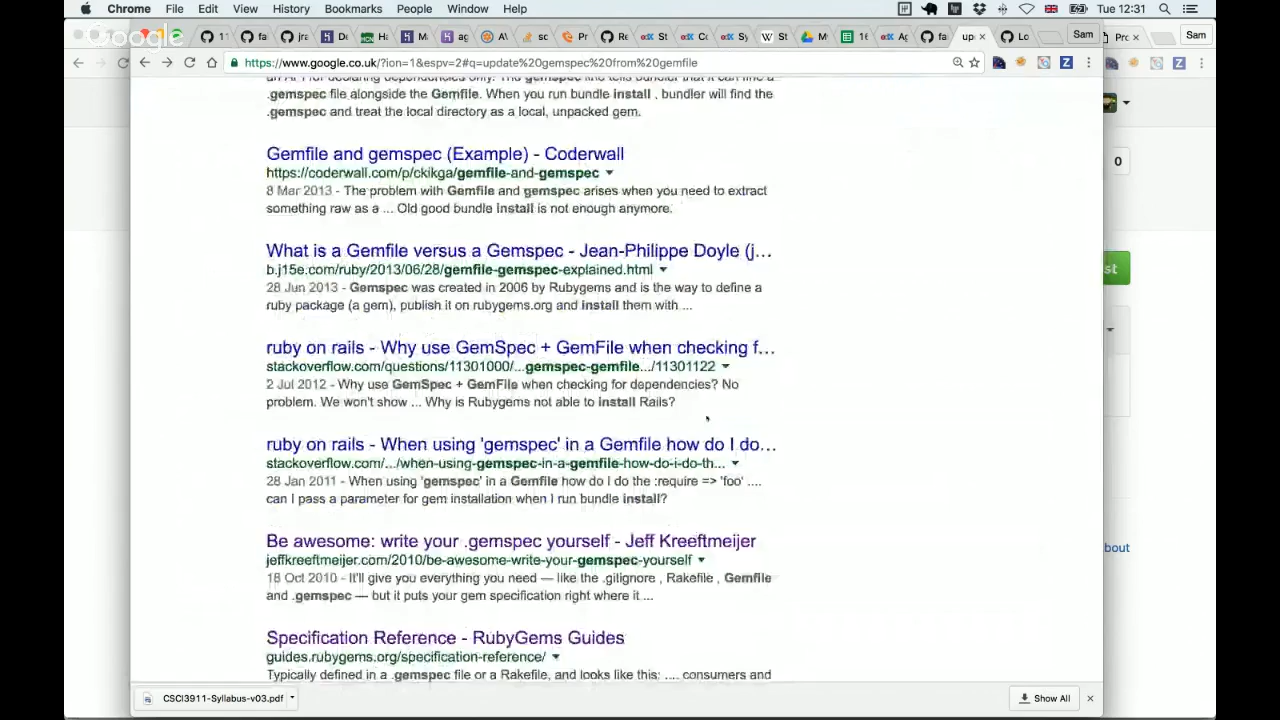 Chrome File Edit View History Bookmarks People Window Help Tue 12:31
Google
Sam
Sam
https://www.google.co.uk/?ion=1&espv=2#q=update%20gemspec%20from%20gemfile
.gemspec file alongside the Gemfile. When you run bundle install , bundler will find the
.gemspec and treat the local directory as a local, unpacked gem.
Gemfile and gemspec (Example) - Coderwall
https://coderwall.com/p/ckikga/gemfile-and-gemspec
8 Mar 2013 - The problem with Gemfile and gemspec arises when you need to extract
something raw as a ... Old good bundle install is not enough anymore.
0
What is a Gemfile versus a Gemspec - Jean-Philippe Doyle (j...
b.j15e.com/ruby/2013/06/28/gemfile-gemspec-explained.html
28 Jun 2013 - Gemspec was created in 2006 by Rubygems and is the way to define a
ruby package (a gem), publish it on rubygems.org and install them with ...
st
ruby on rails - Why use GemSpec + GemFile when checking f...
stackoverflow.com/questions/11301000/...gemspec-gemfile.../11301122
2 Jul 2012 - Why use GemSpec + GemFile when checking for dependencies? No
problem. We won't show ... Why is Rubygems not able to install Rails?
ruby on rails - When using 'gemspec' in a Gemfile how do I do...
stackoverflow.com/.../when-using-gemspec-in-a-gemfile-how-do-i-do-th...
28 Jan 2011 - When using 'gemspec' in a Gemfile how do I do the :require => 'foo' ....
can I pass a parameter for gem installation when I run bundle install?
Be awesome: write your .gemspec yourself - Jeff Kreeftmeijer
bout
jeffkreeftmeijer.com/2010/be-awesome-write-your-gemspec-yourself
18 Oct 2010 - It'll give you everything you need — like the .gitignore , Rakefile , Gemfile
and .gemspec — but it puts your gem specification right where it ...
Specification Reference - RubyGems Guides
guides.rubygems.org/specification-reference/
Typically defined in a .gemspec file or a Rakefile, and looks like this: .... consumers and
CSCI3911-Syllabus-v03.pdf
Show All